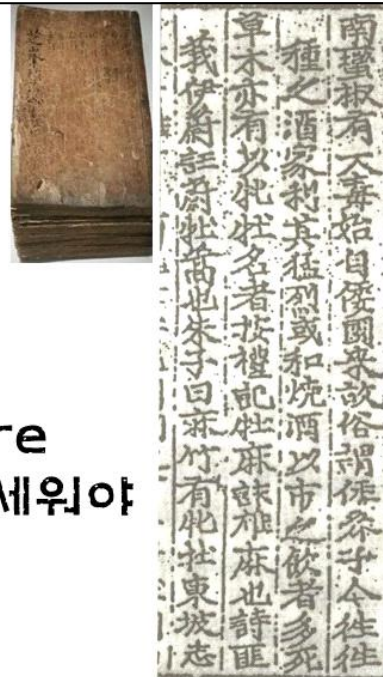 南蠻椒有大毒始自倭國來故俗謂倭芥子今往往
種之酒家利其猛烈或和燒酒以市之飮者多死
草木亦有以牝牡名者按禮記牡麻註雄麻也詩匪
莪伊蔚註蔚牡蒿也朱子曰麻竹有牝牡東坡志
re
세워야